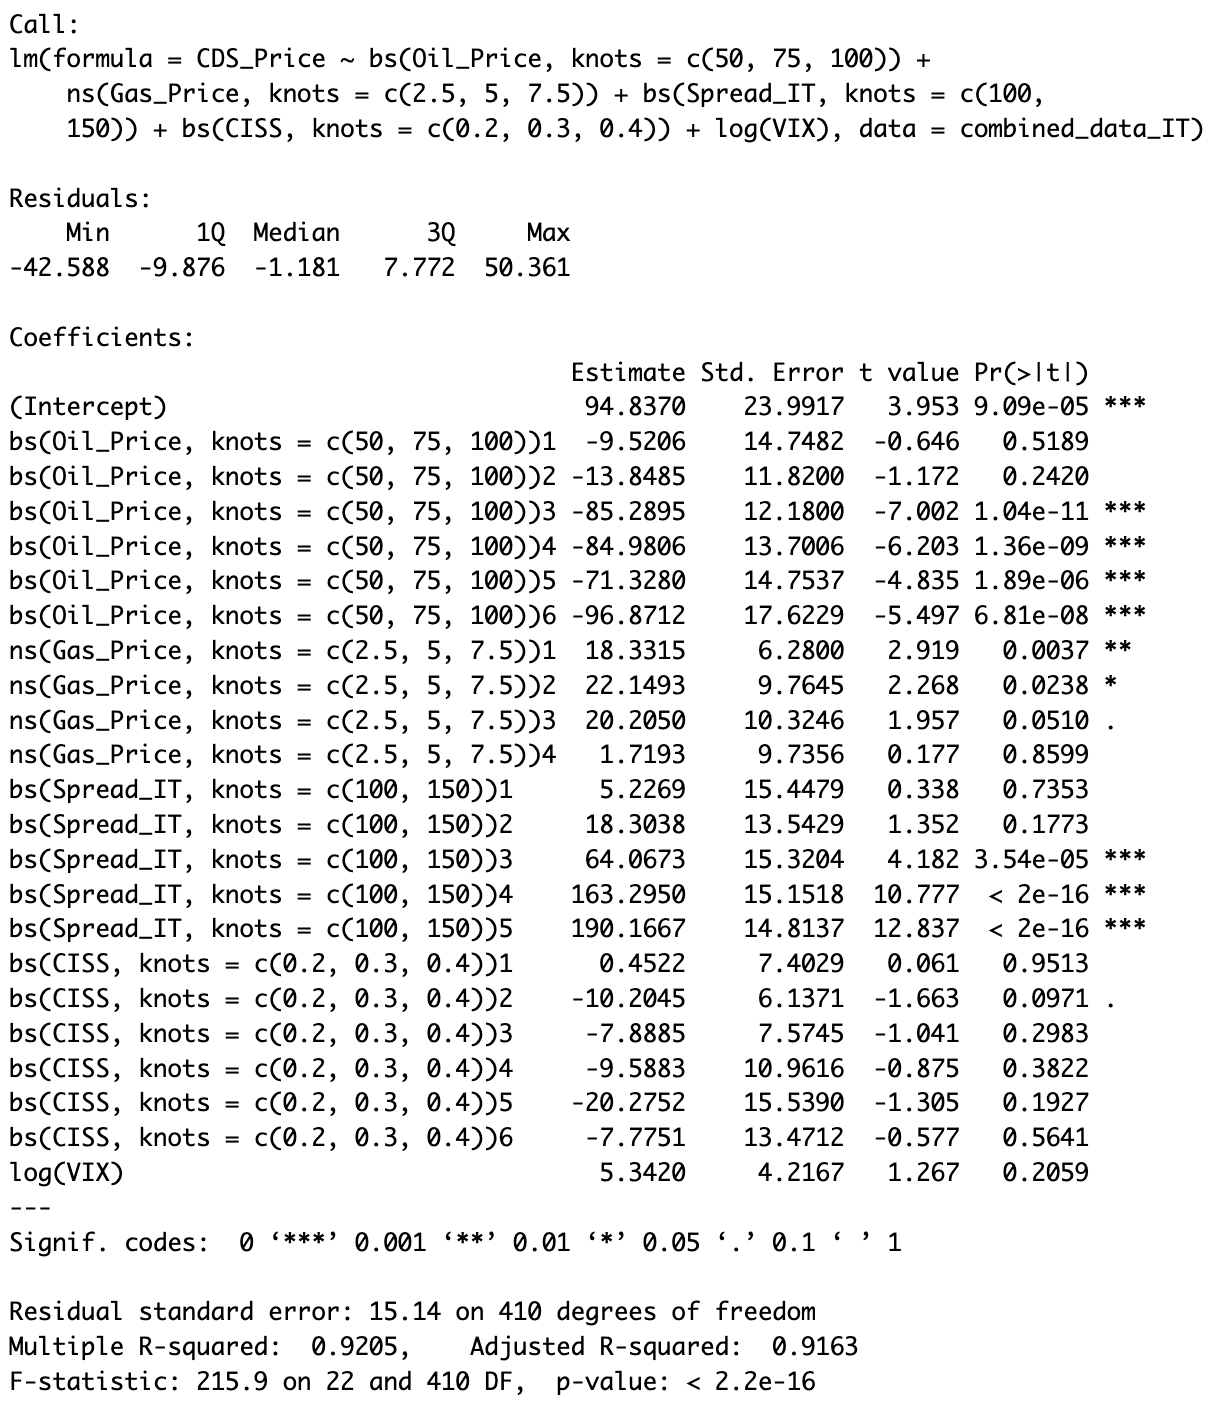 Call:
lm(formula = CDS_Price ~ bs(Oil_Price, knots = c(50, 75, 100)) +
    ns(Gas_Price, knots = c(2.5, 5, 7.5)) + bs(Spread_IT, knots = c(100,
    150)) + bs(CISS, knots = c(0.2, 0.3, 0.4)) + log(VIX), data = combined_data_IT)

Residuals:
    Min      1Q  Median      3Q     Max
-42.588  -9.876  -1.181   7.772  50.361

Coefficients:
                                       Estimate Std. Error t value Pr(>|t|)
(Intercept)                             94.8370    23.9917   3.953 9.09e-05 ***
bs(Oil_Price, knots = c(50, 75, 100))1  -9.5206    14.7482  -0.646   0.5189
bs(Oil_Price, knots = c(50, 75, 100))2 -13.8485    11.8200  -1.172   0.2420
bs(Oil_Price, knots = c(50, 75, 100))3 -85.2895    12.1800  -7.002 1.04e-11 ***
bs(Oil_Price, knots = c(50, 75, 100))4 -84.9806    13.7006  -6.203 1.36e-09 ***
bs(Oil_Price, knots = c(50, 75, 100))5 -71.3280    14.7537  -4.835 1.89e-06 ***
bs(Oil_Price, knots = c(50, 75, 100))6 -96.8712    17.6229  -5.497 6.81e-08 ***
ns(Gas_Price, knots = c(2.5, 5, 7.5))1  18.3315     6.2800   2.919   0.0037 **
ns(Gas_Price, knots = c(2.5, 5, 7.5))2  22.1493     9.7645   2.268   0.0238 *
ns(Gas_Price, knots = c(2.5, 5, 7.5))3  20.2050    10.3246   1.957   0.0510 .
ns(Gas_Price, knots = c(2.5, 5, 7.5))4   1.7193     9.7356   0.177   0.8599
bs(Spread_IT, knots = c(100, 150))1      5.2269    15.4479   0.338   0.7353
bs(Spread_IT, knots = c(100, 150))2     18.3038    13.5429   1.352   0.1773
bs(Spread_IT, knots = c(100, 150))3     64.0673    15.3204   4.182 3.54e-05 ***
bs(Spread_IT, knots = c(100, 150))4    163.2950    15.1518  10.777  < 2e-16 ***
bs(Spread_IT, knots = c(100, 150))5    190.1667    14.8137  12.837  < 2e-16 ***
bs(CISS, knots = c(0.2, 0.3, 0.4))1      0.4522     7.4029   0.061   0.9513
bs(CISS, knots = c(0.2, 0.3, 0.4))2    -10.2045     6.1371  -1.663   0.0971 .
bs(CISS, knots = c(0.2, 0.3, 0.4))3     -7.8885     7.5745  -1.041   0.2983
bs(CISS, knots = c(0.2, 0.3, 0.4))4     -9.5883    10.9616  -0.875   0.3822
bs(CISS, knots = c(0.2, 0.3, 0.4))5    -20.2752    15.5390  -1.305   0.1927
bs(CISS, knots = c(0.2, 0.3, 0.4))6     -7.7751    13.4712  -0.577   0.5641
log(VIX)                                 5.3420     4.2167   1.267   0.2059
---
Signif. codes:  0 ‘***’ 0.001 ‘**’ 0.01 ‘*’ 0.05 ‘.’ 0.1 ‘ ’ 1

Residual standard error: 15.14 on 410 degrees of freedom
Multiple R-squared:  0.9205,    Adjusted R-squared:  0.9163
F-statistic: 215.9 on 22 and 410 DF,  p-value: < 2.2e-16